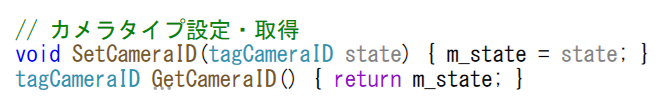 // カメラタイプ設定・取得
void SetCameraID(tagCameraID state) { m_state = state; }
tagCameraID GetCameraID() { return m_state; }